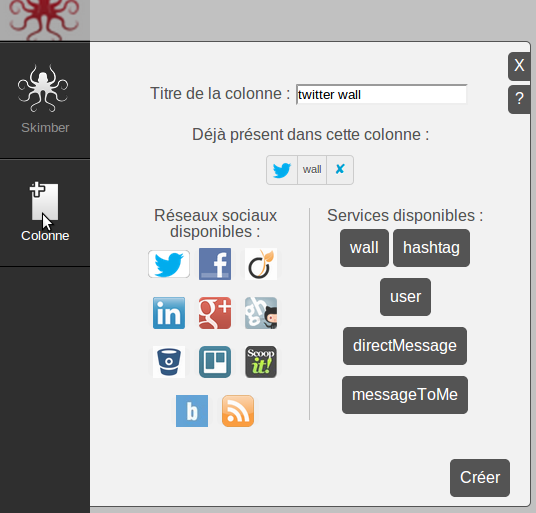 X
Titre de la colonne : twitter wall
?
Skimber
Déjà présent dans cette colonne :
wall ✘
Colonne
Réseaux sociaux
disponibles :
Services disponibles :
wall hashtag
f
in g+ gh
user
directMessage
Scoop
it!
messageToMe
b
Créer